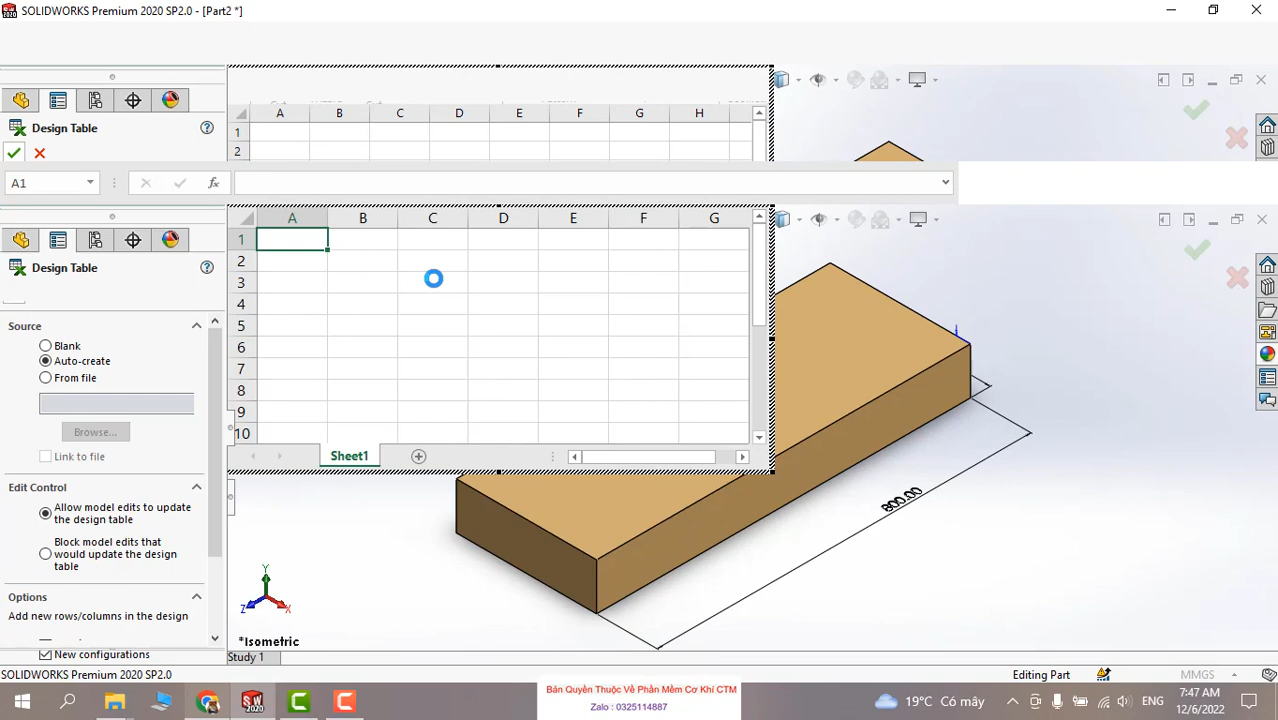 SOLIDWORKS Premium 2020 SP2.0 - [Part2 *]
Design Table
A B C D E F G H
1
2
A1
fx
Design Table
A B C D E F G
1
2
3
4
5
6
7
8
9
10
Sheet1
Source
Blank
Auto-create
From file
Browse...
Link to file
Edit Control
Allow model edits to update
the design table
Block model edits that
would update the design
table
Options
Add new rows/columns in the design
New configurations
800.00
Y
Z
X
*Isometric
Study 1
SOLIDWORKS Premium 2020 SP2.0
Editing Part
MMGS
SW
2020
Bản Quyền Thuộc Về Phần Mềm Cơ Khí CTM
Zalo : 0325114887
19°C Có mây
ENG
7:47 AM
12/6/2022